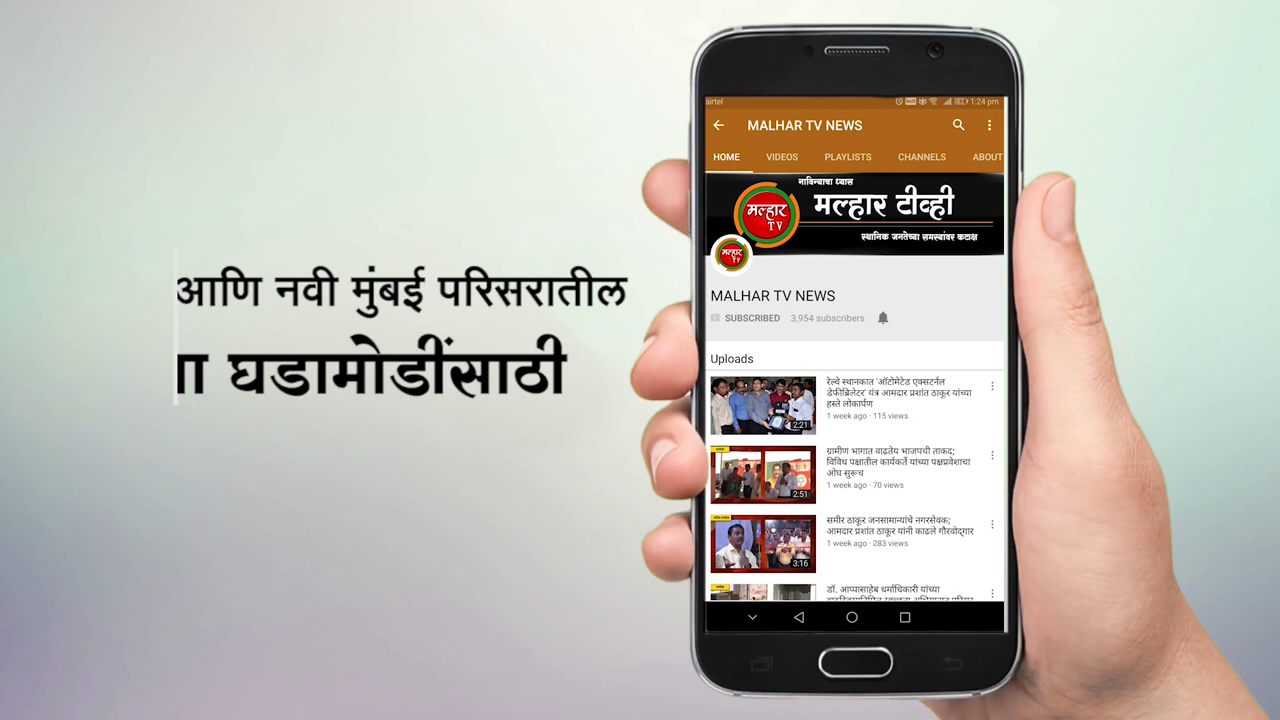 आणि नवी मुंबई परिसरातील
ा घडामोडींसाठी
airtel
1:24 pm
MALHAR TV NEWS
HOME VIDEOS PLAYLISTS CHANNELS ABOUT
नाविन्याचा ध्यास
मल्हार TV
मल्हार टीव्ही
स्थानिक जनतेच्या समस्यांवर कटाक्ष
मल्हार TV
MALHAR TV NEWS
SUBSCRIBED 3,954 subscribers
Uploads
रेल्वे स्थानकात 'ऑटोमेटेड एक्सटर्नल
डेफीब्रिलेटर' यंत्र आमदार प्रशांत ठाकूर यांच्या
हस्ते लोकार्पण
1 week ago · 115 views
2:21
ग्रामीण भागात वाढतेय भाजपची ताकद;
विविध पक्षातील कार्यकर्ते यांच्या पक्षप्रवेशाचा
ओघ सुरूच
1 week ago · 70 views
2:51
समीर ठाकूर जनसामान्यांचे नगरसेवक;
आमदार प्रशांत ठाकूर यांनी काढले गौरवोद्गार
1 week ago · 283 views
3:16
डॉ. आप्पासाहेब धर्माधिकारी यांच्या